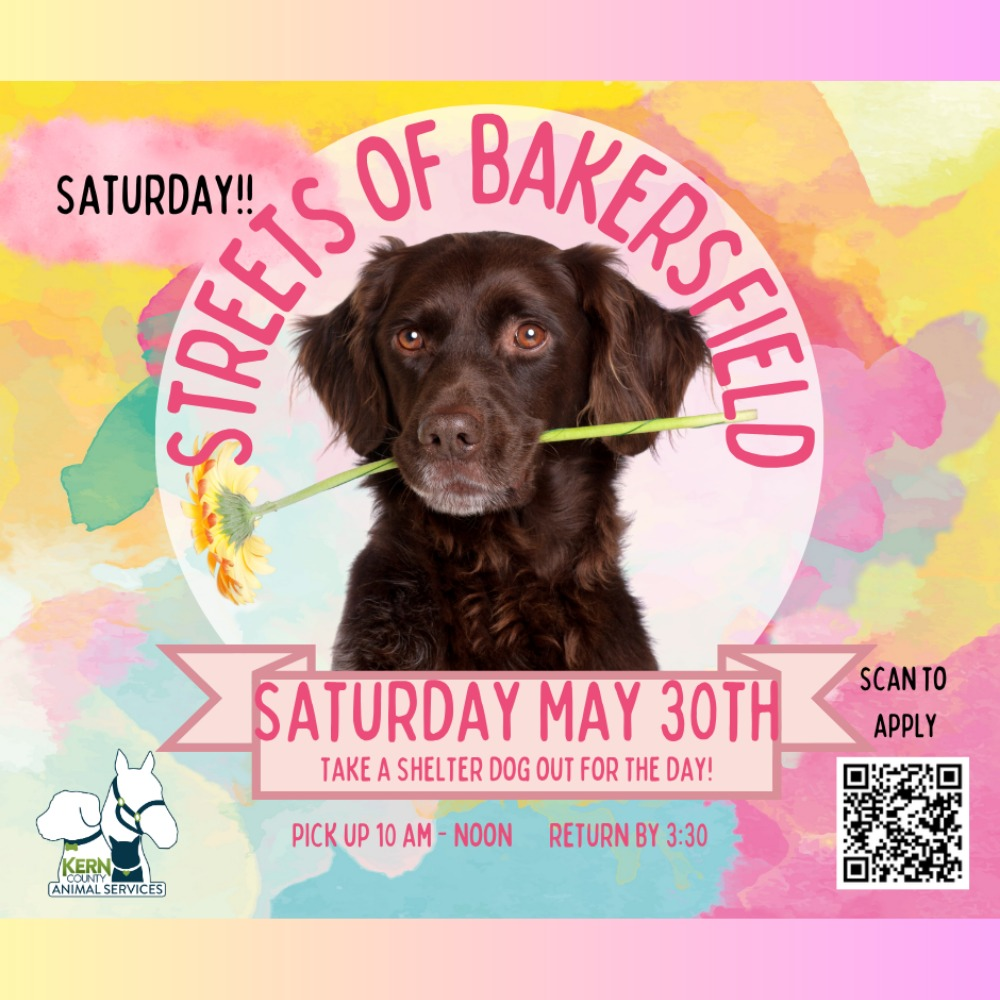 SATURDAY!!
STREETS OF BAKERSFIELD
SATURDAY MAY 30TH
TAKE A SHELTER DOG OUT FOR THE DAY!
PICK UP 10 AM - NOON RETURN BY 3:30
SCAN TO
APPLY
KERN
COUNTY
ANIMAL SERVICES